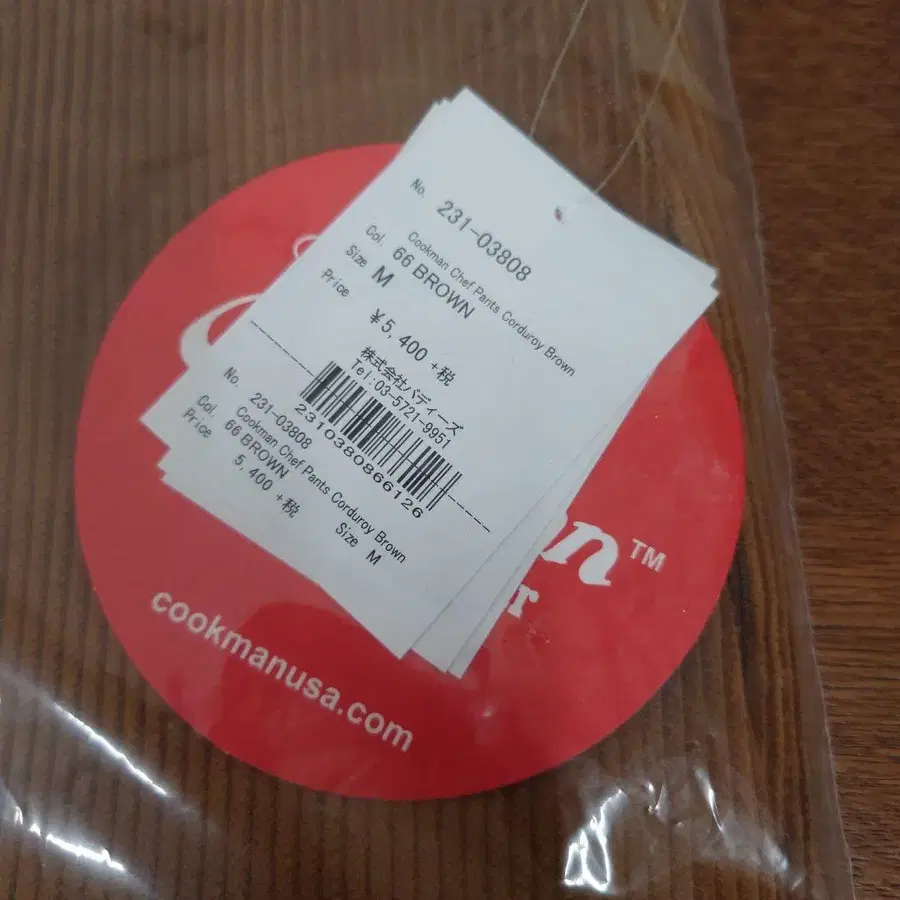 No. 231-03808
Cookman Chef Pants Corduroy Brown
Col. 66 BROWN
Size M
Price ¥5,400 +税
株式会社バディーズ
Tel:03-5721-9951
2310380866126
No. 231-03808
Cookman Chef Pants Corduroy Brown
Col. 66 BROWN
Size M
Price 5,400 +税
TM
cookmanusa.com